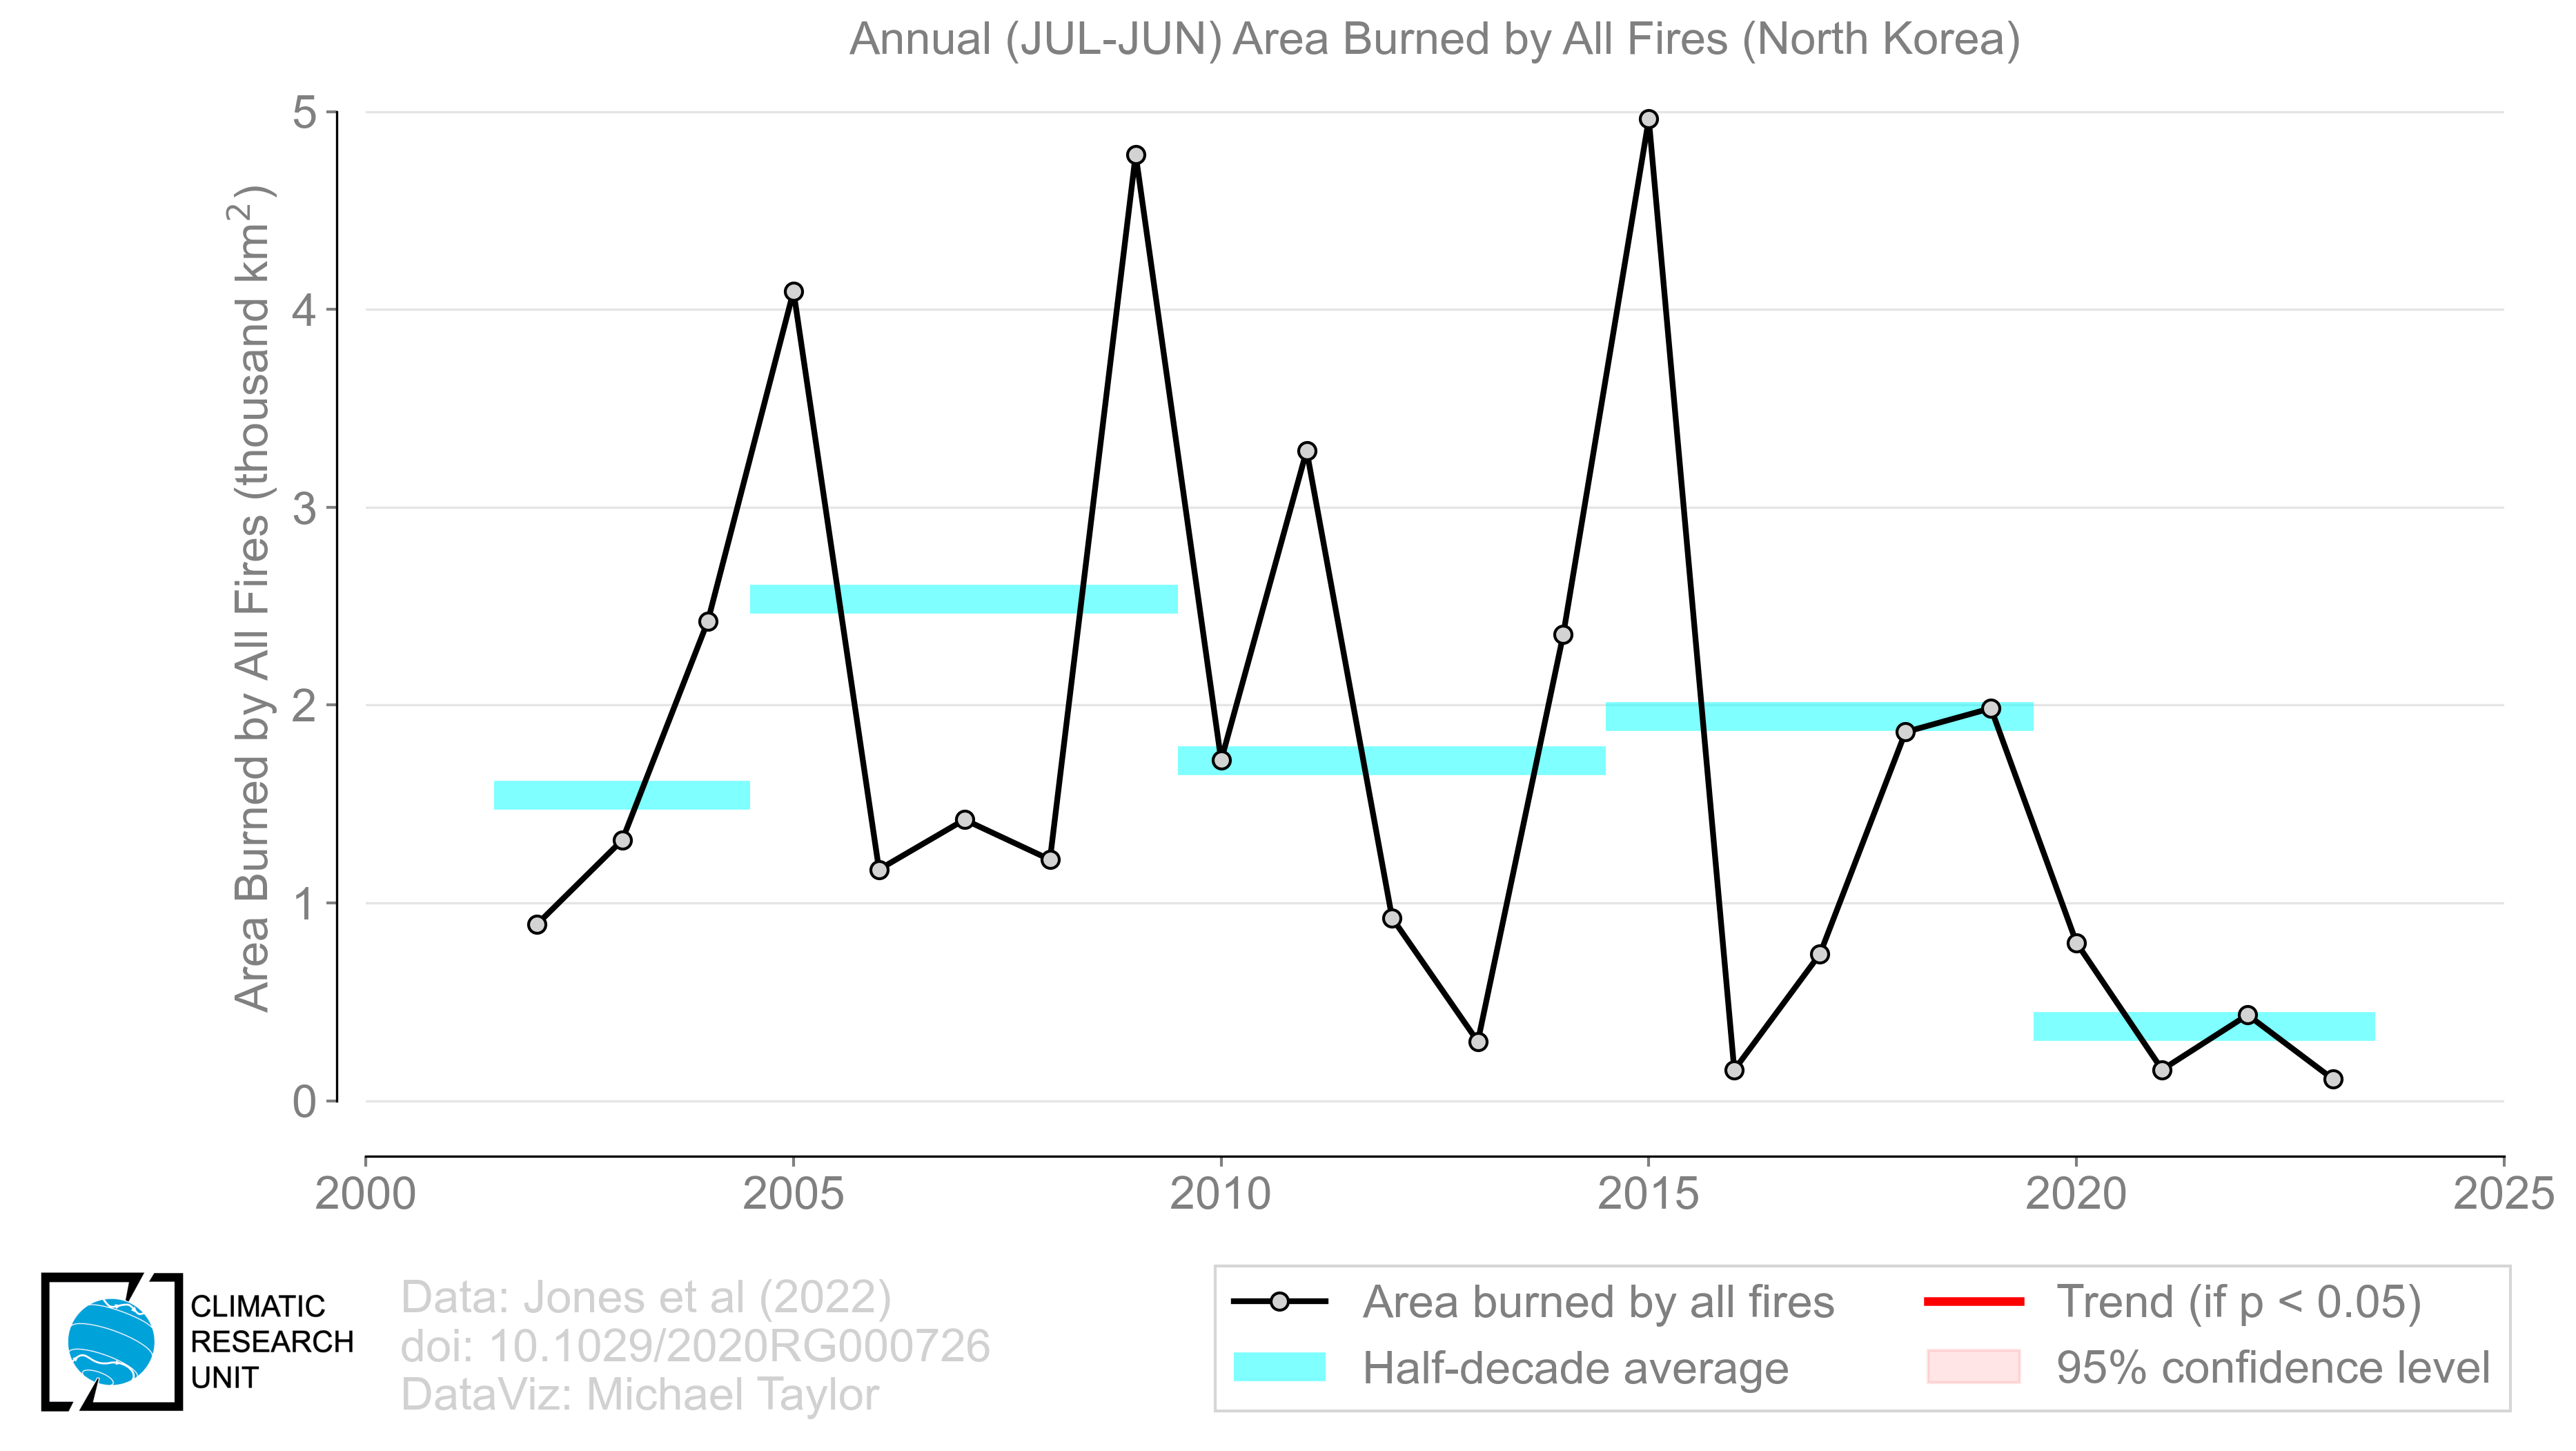 Annual (JUL-JUN) Area Burned by All Fires (North Korea)
Area Burned by All Fires (thousand km²)
5
4
3
2
1
0
2000
2005
2010
2015
2020
2025
CLIMATIC
RESEARCH
UNIT
Data: Jones et al (2022)
doi: 10.1029/2020RG000726
DataViz: Michael Taylor
Area burned by all fires
Half-decade average
Trend (if p < 0.05)
95% confidence level